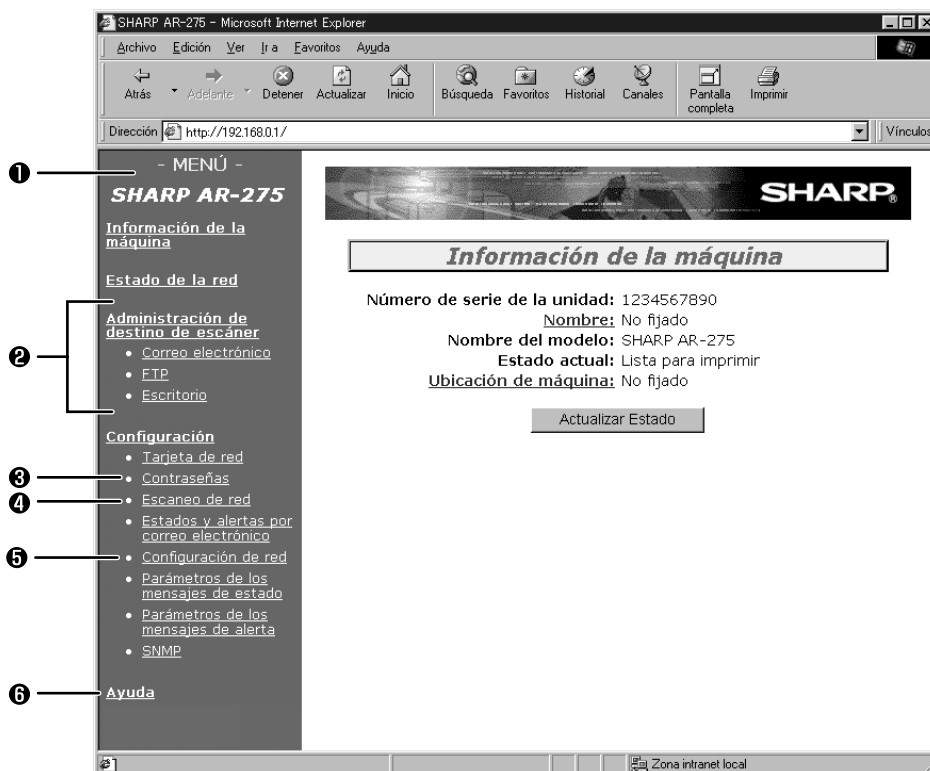 SHARP AR-275 - Microsoft Internet Explorer
Archivo Edición Ver Ir a Favoritos Ayuda
Atrás Adelante Detener Actualizar Inicio Búsqueda Favoritos Historial Canales Pantalla completa Imprimir
Dirección http://192.168.0.1/ Vínculos
❶
- MENÚ -
SHARP AR-275
Información de la
máquina
Estado de la red
❷
Administración de
destino de escáner
• Correo electrónico
• FTP
• Escritorio
Configuración
• Tarjeta de red
❸ • Contraseñas
❹ • Escaneo de red
• Estados y alertas por
correo electrónico
❺ • Configuración de red
• Parámetros de los
mensajes de estado
• Parámetros de los
mensajes de alerta
• SNMP
❻ Ayuda
SHARP®
Información de la máquina
Número de serie de la unidad: 1234567890
Nombre: No fijado
Nombre del modelo: SHARP AR-275
Estado actual: Lista para imprimir
Ubicación de máquina: No fijado
Actualizar Estado
Zona intranet local